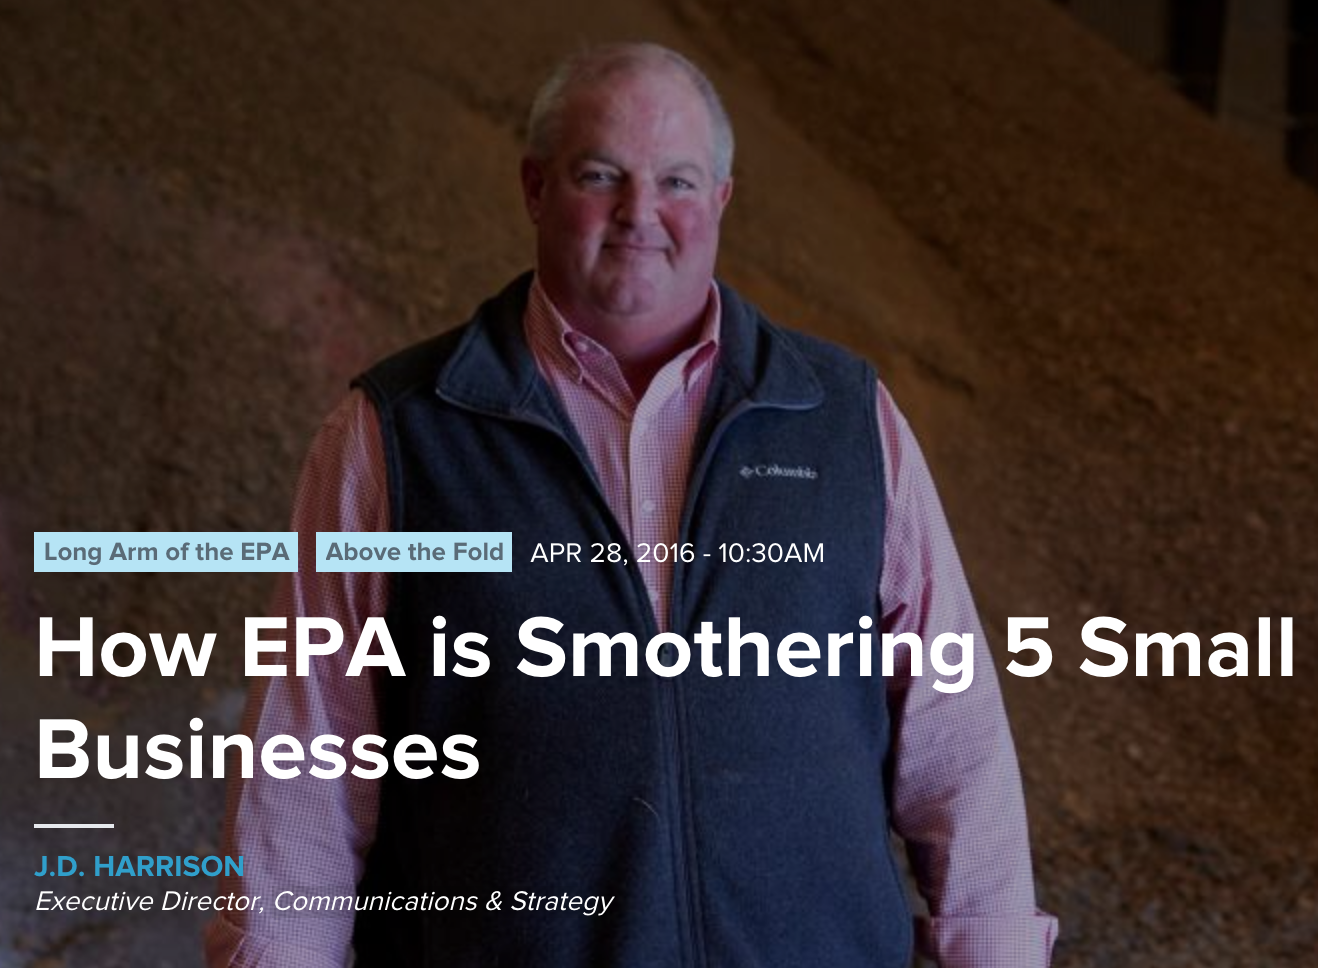 Columbia
Long Arm of the EPA Above the Fold APR 28, 2016 - 10:30AM
How EPA is Smothering 5 Small
Businesses
J.D. HARRISON
Executive Director, Communications & Strategy